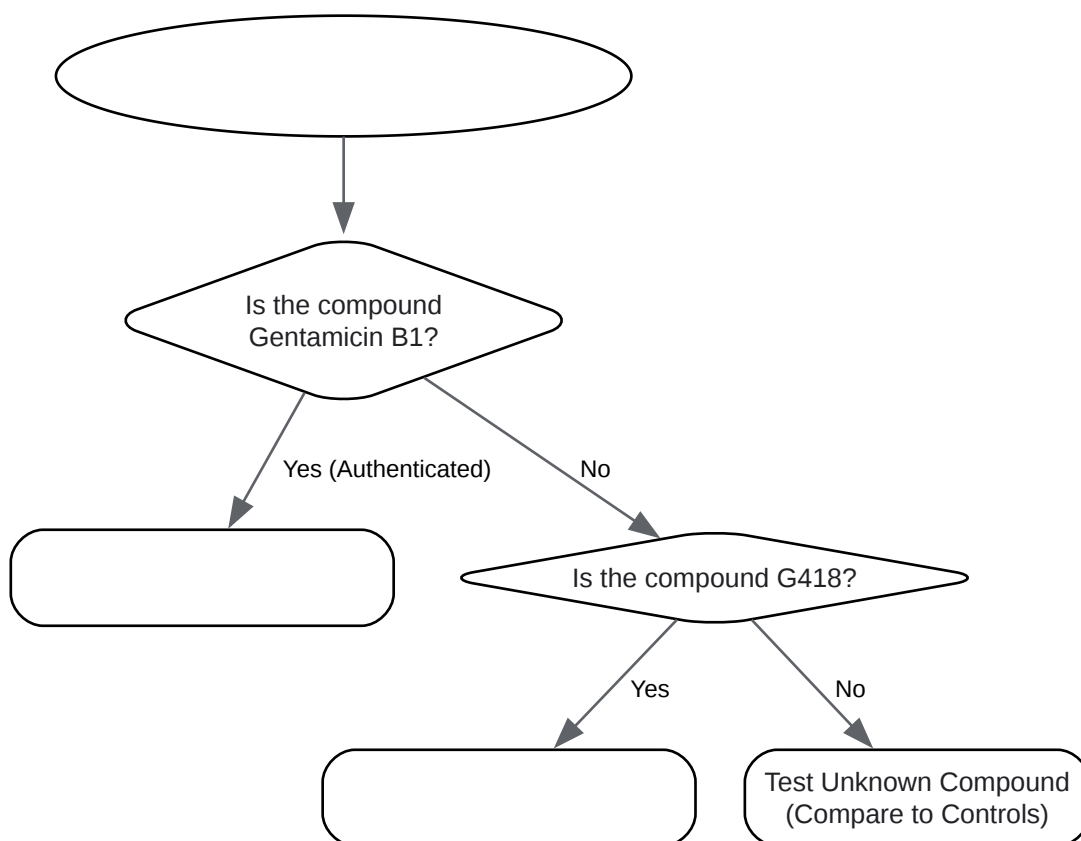 Is the compound
Gentamicin B1?
Yes (Authenticated)
No
Is the compound G418?
Yes
No
Test Unknown Compound
(Compare to Controls)